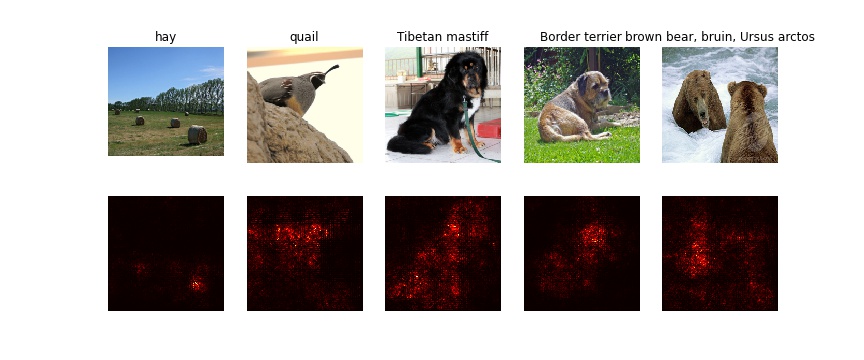 hay
quail
Tibetan mastiff
Border terrier
brown bear, bruin, Ursus arctos